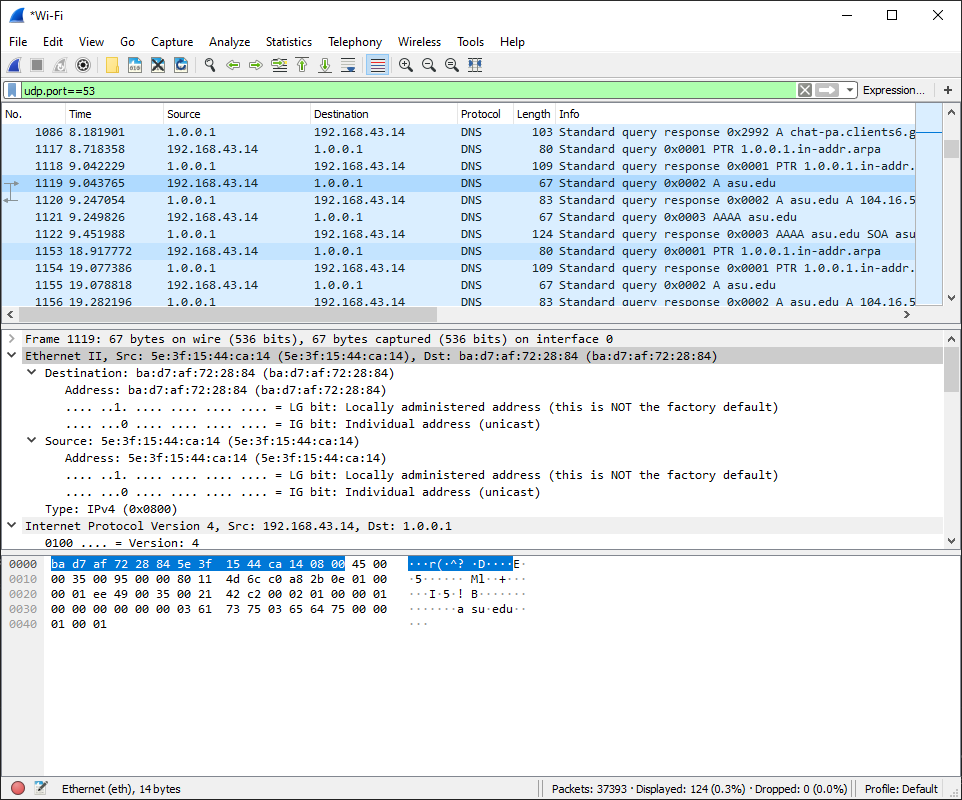 *Wi-Fi
File Edit View Go Capture Analyze Statistics Telephony Wireless Tools Help
udp.port==53 Expression... +
No. Time Source Destination Protocol Length Info
1086 8.181901 1.0.0.1 192.168.43.14 DNS 103 Standard query response 0x2992 A chat-pa.clients6.g
1117 8.718358 192.168.43.14 1.0.0.1 DNS 80 Standard query 0x0001 PTR 1.0.0.1.in-addr.arpa
1118 9.042229 1.0.0.1 192.168.43.14 DNS 109 Standard query response 0x0001 PTR 1.0.0.1.in-addr.
1119 9.043765 192.168.43.14 1.0.0.1 DNS 67 Standard query 0x0002 A asu.edu
1120 9.247054 1.0.0.1 192.168.43.14 DNS 83 Standard query response 0x0002 A asu.edu A 104.16.5
1121 9.249826 192.168.43.14 1.0.0.1 DNS 67 Standard query 0x0003 AAAA asu.edu
1122 9.451988 1.0.0.1 192.168.43.14 DNS 124 Standard query response 0x0003 AAAA asu.edu SOA asu
1153 18.917772 192.168.43.14 1.0.0.1 DNS 80 Standard query 0x0001 PTR 1.0.0.1.in-addr.arpa
1154 19.077386 1.0.0.1 192.168.43.14 DNS 109 Standard query response 0x0001 PTR 1.0.0.1.in-addr.
1155 19.078818 192.168.43.14 1.0.0.1 DNS 67 Standard query 0x0002 A asu.edu
1156 19.282196 1.0.0.1 192.168.43.14 DNS 83 Standard query response 0x0002 A asu.edu A 104.16.5
Frame 1119: 67 bytes on wire (536 bits), 67 bytes captured (536 bits) on interface 0
Ethernet II, Src: 5e:3f:15:44:ca:14 (5e:3f:15:44:ca:14), Dst: ba:d7:af:72:28:84 (ba:d7:af:72:28:84)
Destination: ba:d7:af:72:28:84 (ba:d7:af:72:28:84)
Address: ba:d7:af:72:28:84 (ba:d7:af:72:28:84)
.... ..1. .... .... .... .... = LG bit: Locally administered address (this is NOT the factory default)
.... ...0 .... .... .... .... = IG bit: Individual address (unicast)
Source: 5e:3f:15:44:ca:14 (5e:3f:15:44:ca:14)
Address: 5e:3f:15:44:ca:14 (5e:3f:15:44:ca:14)
.... ..1. .... .... .... .... = LG bit: Locally administered address (this is NOT the factory default)
.... ...0 .... .... .... .... = IG bit: Individual address (unicast)
Type: IPv4 (0x0800)
Internet Protocol Version 4, Src: 192.168.43.14, Dst: 1.0.0.1
0100 .... = Version: 4
0000 ba d7 af 72 28 84 5e 3f 15 44 ca 14 08 00 45 00 ···r(·^? ·D····E·
0010 00 35 00 95 00 00 80 11 4d 6c c0 a8 2b 0e 01 00 ·5······ Ml··+···
0020 00 01 ee 49 00 35 00 21 42 c2 00 02 01 00 00 01 ···I·5·! B·······
0030 00 00 00 00 00 00 03 61 73 75 03 65 64 75 00 00 ·······a su·edu··
0040 01 00 01 ···
Ethernet (eth), 14 bytes Packets: 37393 · Displayed: 124 (0.3%) · Dropped: 0 (0.0%) Profile: Default